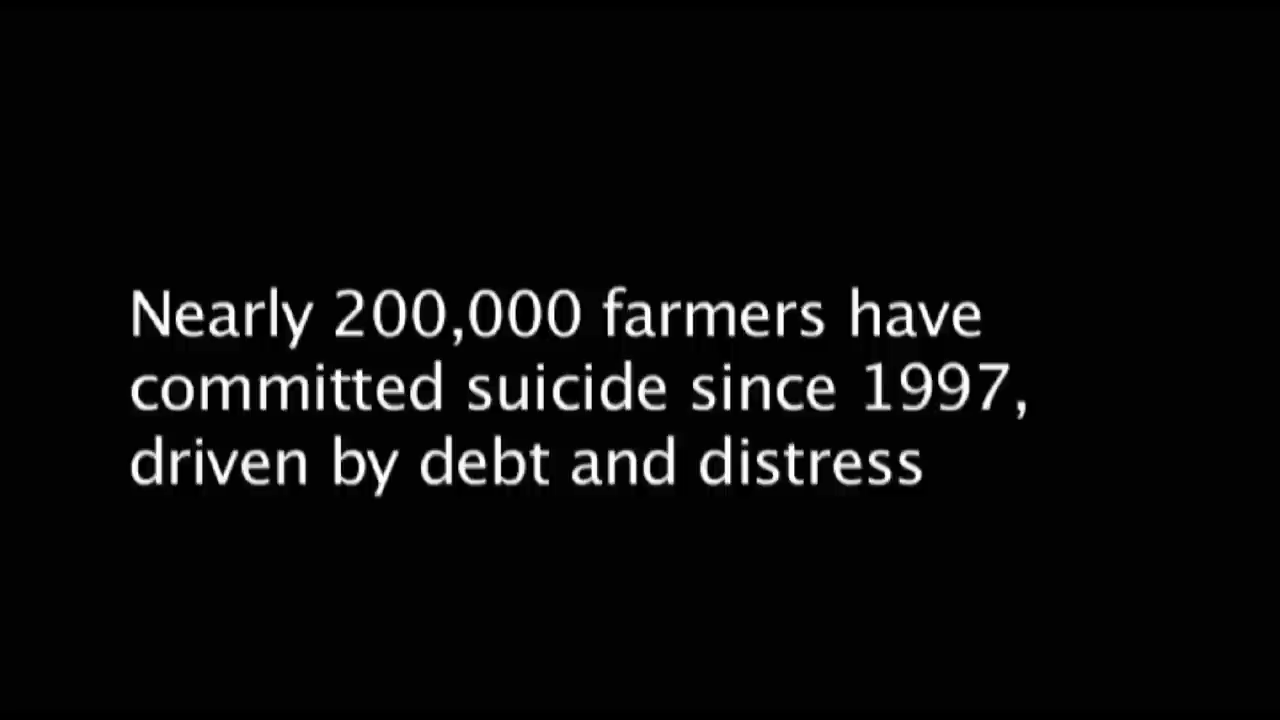 Nearly 200,000 farmers have
committed suicide since 1997,
driven by debt and distress